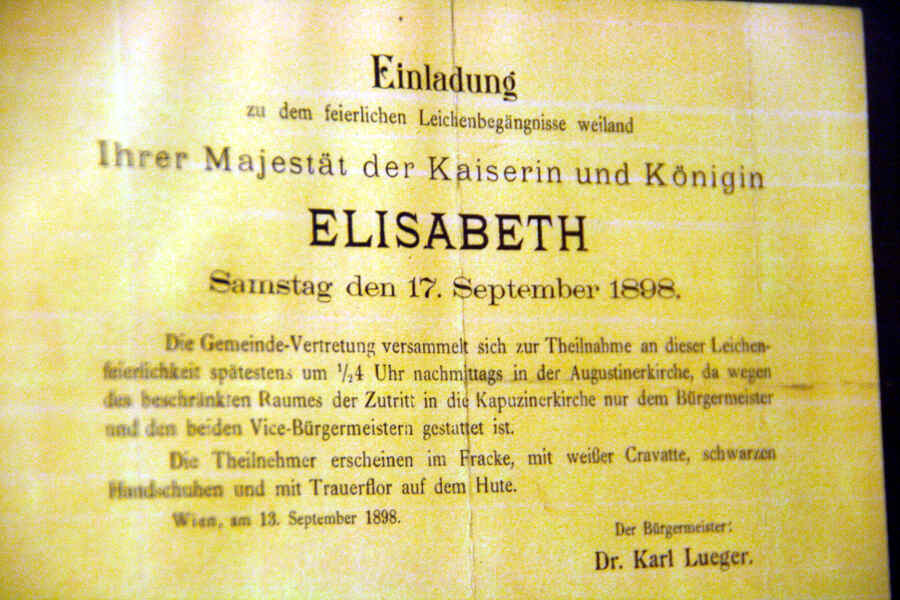 Einladung
zu dem feierlichen Leichenbegängnisse weiland
Ihrer Majestät der Kaiserin und Königin
ELISABETH
Samstag den 17. September 1898.
Die Gemeinde-Vertretung versammelt sich zur Theilnahme an dieser Leichen-
feierlichkeit spätestens um 1/24 Uhr nachmittags in der Augustinerkirche, da wegen
des beschränkten Raumes der Zutritt in die Kapuzinerkirche nur dem Bürgermeister
und den beiden Vice-Bürgermeistern gestattet ist.
Die Theilnehmer erscheinen im Fracke, mit weißer Cravatte, schwarzen
Handschuhen und mit Trauerflor auf dem Hute.
Wien, am 13. September 1898.
Der Bürgermeister:
Dr. Karl Lueger.